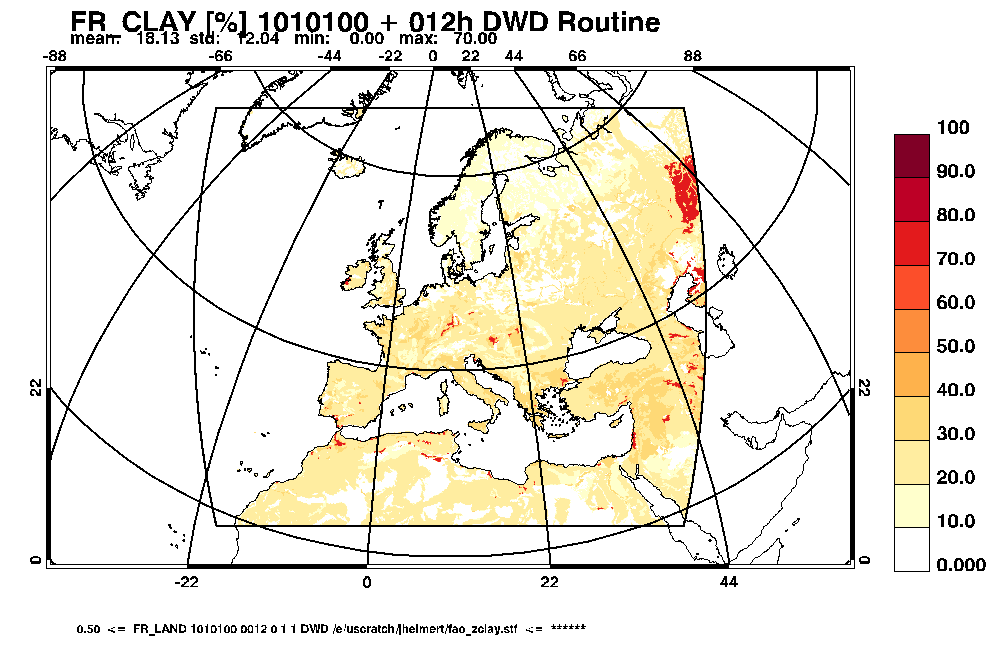 FR_CLAY [%] 1010100 + 012h DWD Routine
mean: 18.13 std: 12.04 min: 0.00 max: 70.00
-88 -66 -44 -22 0 22 44 66 88
100
90.0
80.0
70.0
60.0
50.0
40.0
30.0
20.0
10.0
0.000
22 22
0 0
-22 0 22 44
0.50 <= FR_LAND 1010100 0012 0 1 1 DWD /e/uscratch/jhelmert/fao_zclay.stf <= ******